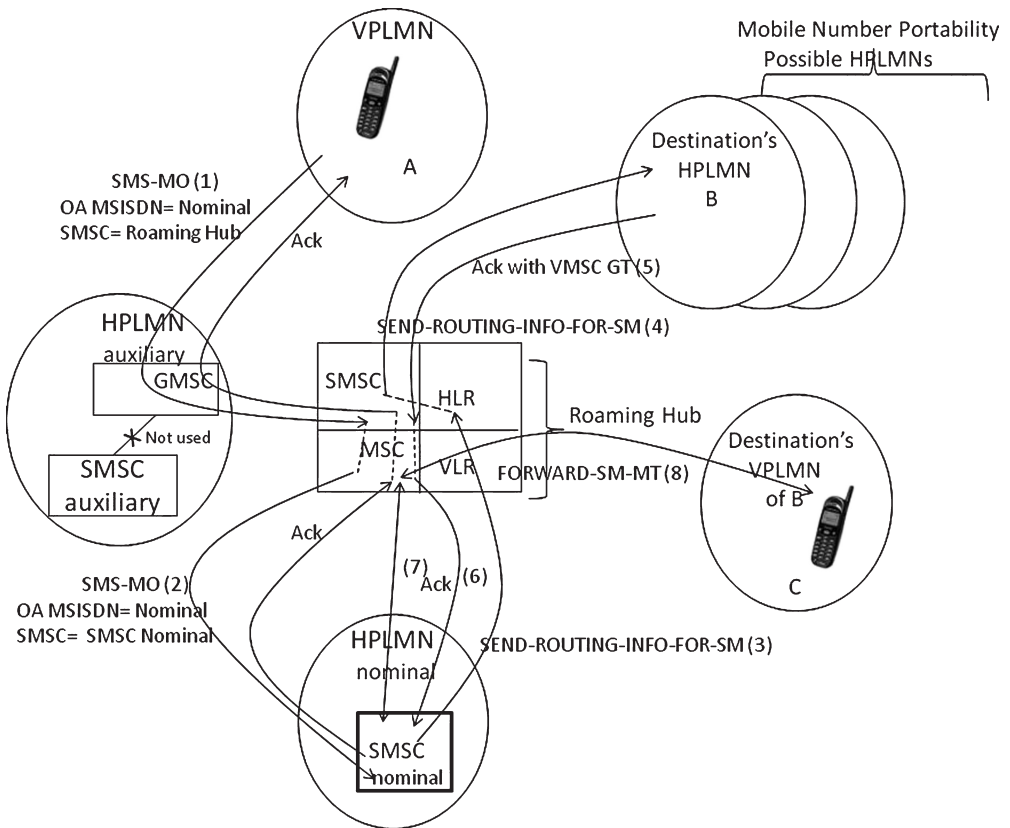 VPLMN
A
Mobile Number Portability
Possible HPLMNs
Destination's
HPLMN
B
SMS-MO (1)
OA MSISDN= Nominal
SMSC= Roaming Hub
Ack
Ack with VMSC GT (5)
SEND-ROUTING-INFO-FOR-SM (4)
HPLMN
auxiliary
GMSC
Not used
SMSC
auxiliary
SMSC
HLR
MSC
VLR
Roaming Hub
FORWARD-SM-MT (8)
Destination's
VPLMN
of B
C
Ack
(7)
Ack
(6)
SMS-MO (2)
OA MSISDN= Nominal
SMSC= SMSC Nominal
SEND-ROUTING-INFO-FOR-SM (3)
HPLMN
nominal
SMSC
nominal